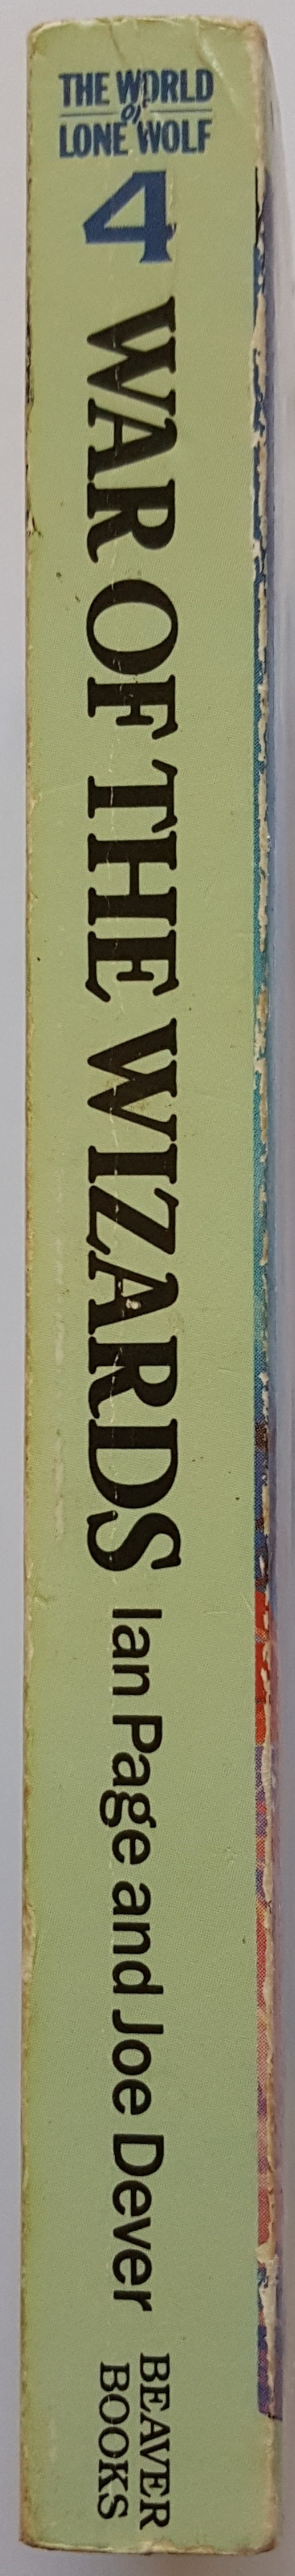 THE WORLD
of
LONE WOLF
4
WAR OF THE WIZARDS Ian Page and Joe Dever
BEAVER
BOOKS